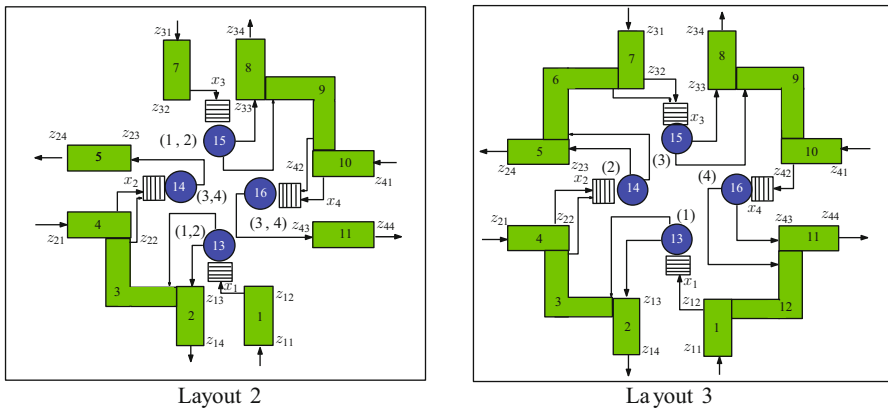 z31
z34
7
8
x3
9
z32
z33
(1, 2)
15
z24
z23
z42
5
10
x2
14
16
z41
(3,4)
x4
(3, 4)
4
(1,2)
z43
z44
z21
z22
13
11
3
x1
z13
z12
2
1
z14
z11
Layout 2
z31
z34
7
8
6
z32
9
z33
x3
15
5
(3)
10
z24
z23
(2)
z42
z41
x2
(4)
14
16
z21
z22
(1)
x4
z43
z44
4
13
11
x1
3
z13
z12
12
2
1
z14
z11
Layout 3